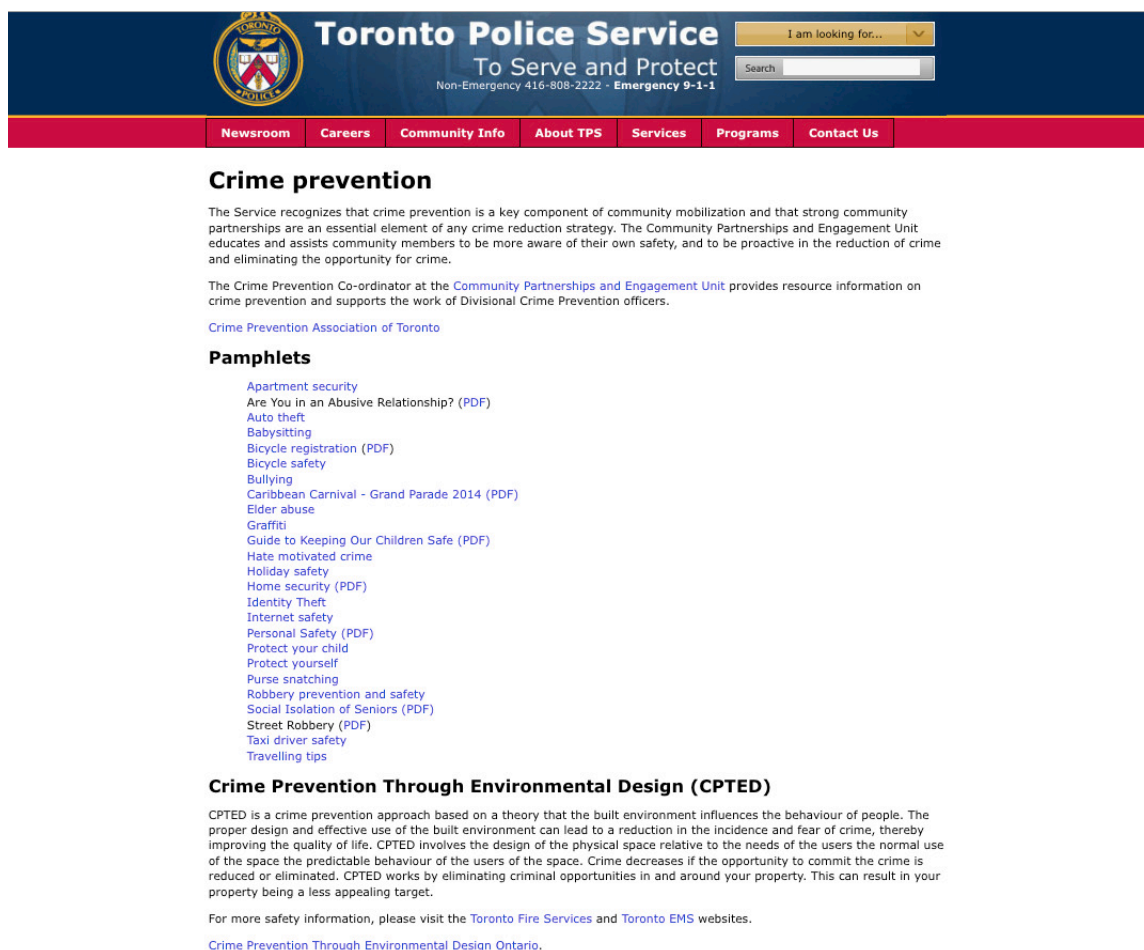 TORONTO
POLICE
Toronto Police Service
To Serve and Protect
Non-Emergency 416-808-2222 - Emergency 9-1-1
I am looking for...
Search
Newsroom Careers Community Info About TPS Services Programs Contact Us
Crime prevention
The Service recognizes that crime prevention is a key component of community mobilization and that strong community
partnerships are an essential element of any crime reduction strategy. The Community Partnerships and Engagement Unit
educates and assists community members to be more aware of their own safety, and to be proactive in the reduction of crime
and eliminating the opportunity for crime.
The Crime Prevention Co-ordinator at the Community Partnerships and Engagement Unit provides resource information on
crime prevention and supports the work of Divisional Crime Prevention officers.
Crime Prevention Association of Toronto
Pamphlets
Apartment security
Are You in an Abusive Relationship? (PDF)
Auto theft
Babysitting
Bicycle registration (PDF)
Bicycle safety
Bullying
Caribbean Carnival - Grand Parade 2014 (PDF)
Elder abuse
Graffiti
Guide to Keeping Our Children Safe (PDF)
Hate motivated crime
Holiday safety
Home security (PDF)
Identity Theft
Internet safety
Personal Safety (PDF)
Protect your child
Protect yourself
Purse snatching
Robbery prevention and safety
Social Isolation of Seniors (PDF)
Street Robbery (PDF)
Taxi driver safety
Travelling tips
Crime Prevention Through Environmental Design (CPTED)
CPTED is a crime prevention approach based on a theory that the built environment influences the behaviour of people. The
proper design and effective use of the built environment can lead to a reduction in the incidence and fear of crime, thereby
improving the quality of life. CPTED involves the design of the physical space relative to the needs of the users the normal use
of the space the predictable behaviour of the users of the space. Crime decreases if the opportunity to commit the crime is
reduced or eliminated. CPTED works by eliminating criminal opportunities in and around your property. This can result in your
property being a less appealing target.
For more safety information, please visit the Toronto Fire Services and Toronto EMS websites.
Crime Prevention Through Environmental Design Ontario.